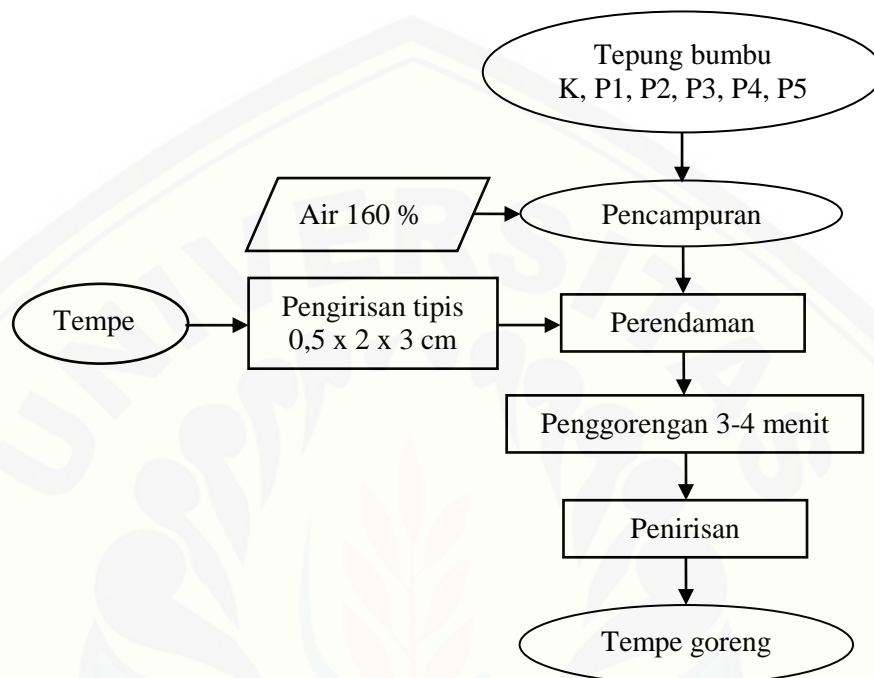 Tepung bumbu
K, P1, P2, P3, P4, P5
Air 160 %
Pencampuran
Tempe
Pengirisan tipis
0,5 x 2 x 3 cm
Perendaman
Penggorengan 3-4 menit
Penirisan
Tempe goreng
UNIVERSITAS